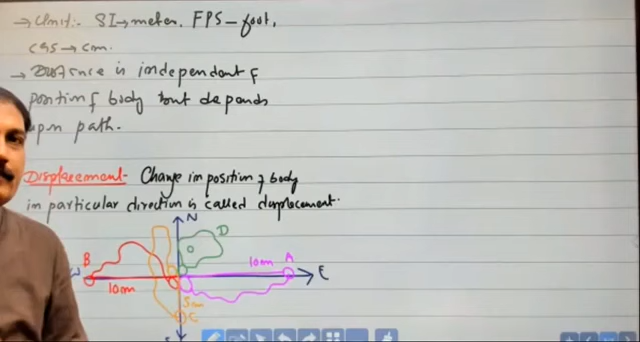 → Unit:- SI→meter. FPS-foot,
CGS→cm.
→ Distance is independent of
position of body but depends
upon path.
Displacement- Change in position of body
in particular direction is called displacement.
N
D
B
10m A
W
E
10m
5m
C
S